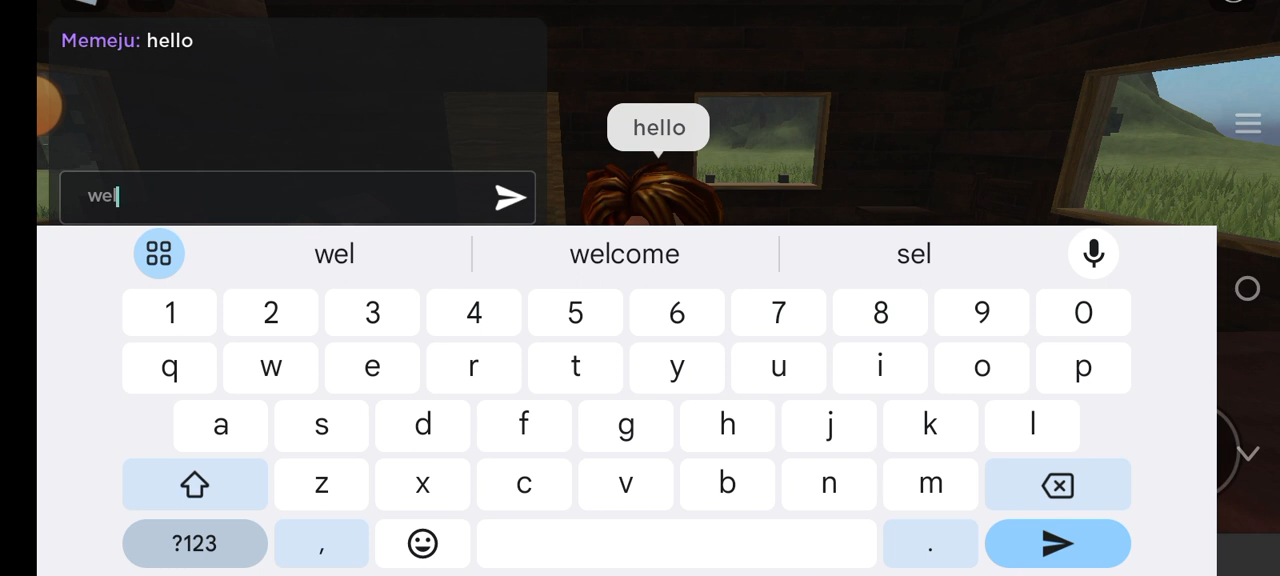 Memeju: hello
hello
wel
wel welcome sel
1 2 3 4 5 6 7 8 9 0
q w e r t y u i o p
a s d f g h j k l
z x c v b n m
?123 , .